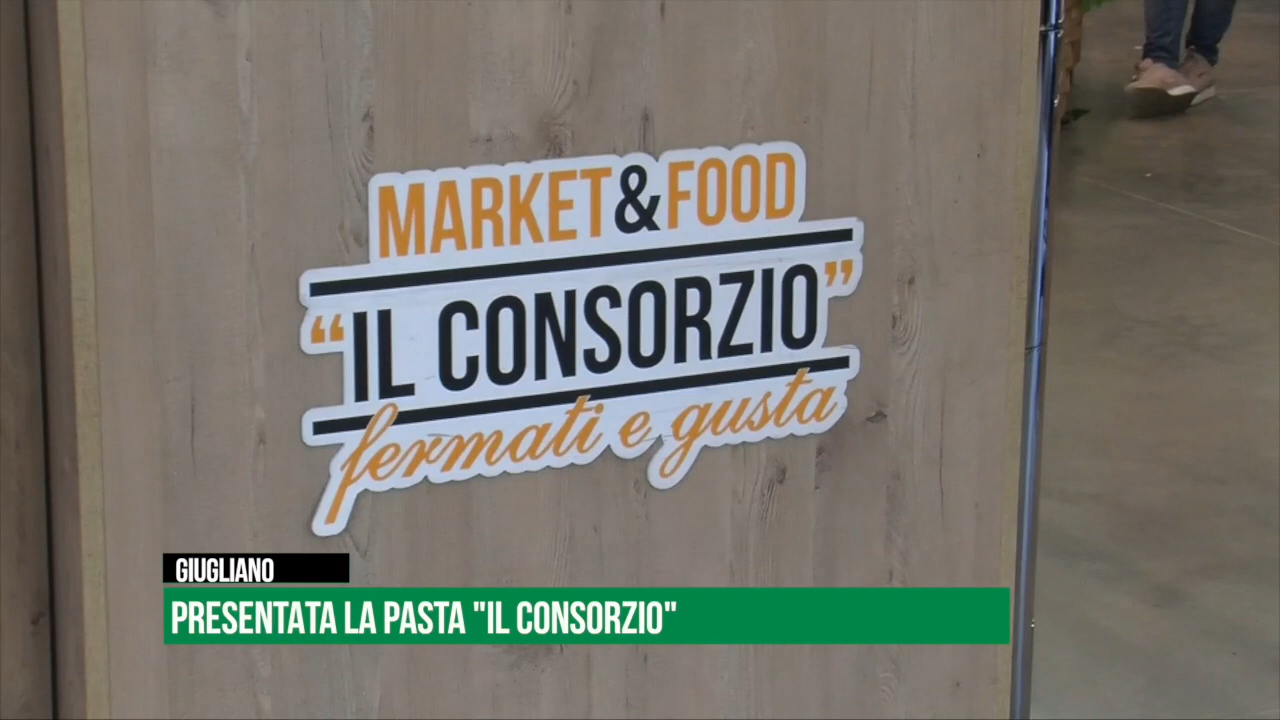 MARKET&FOOD
"IL CONSORZIO"
fermati e gusta
GIUGLIANO
PRESENTATA LA PASTA "IL CONSORZIO"